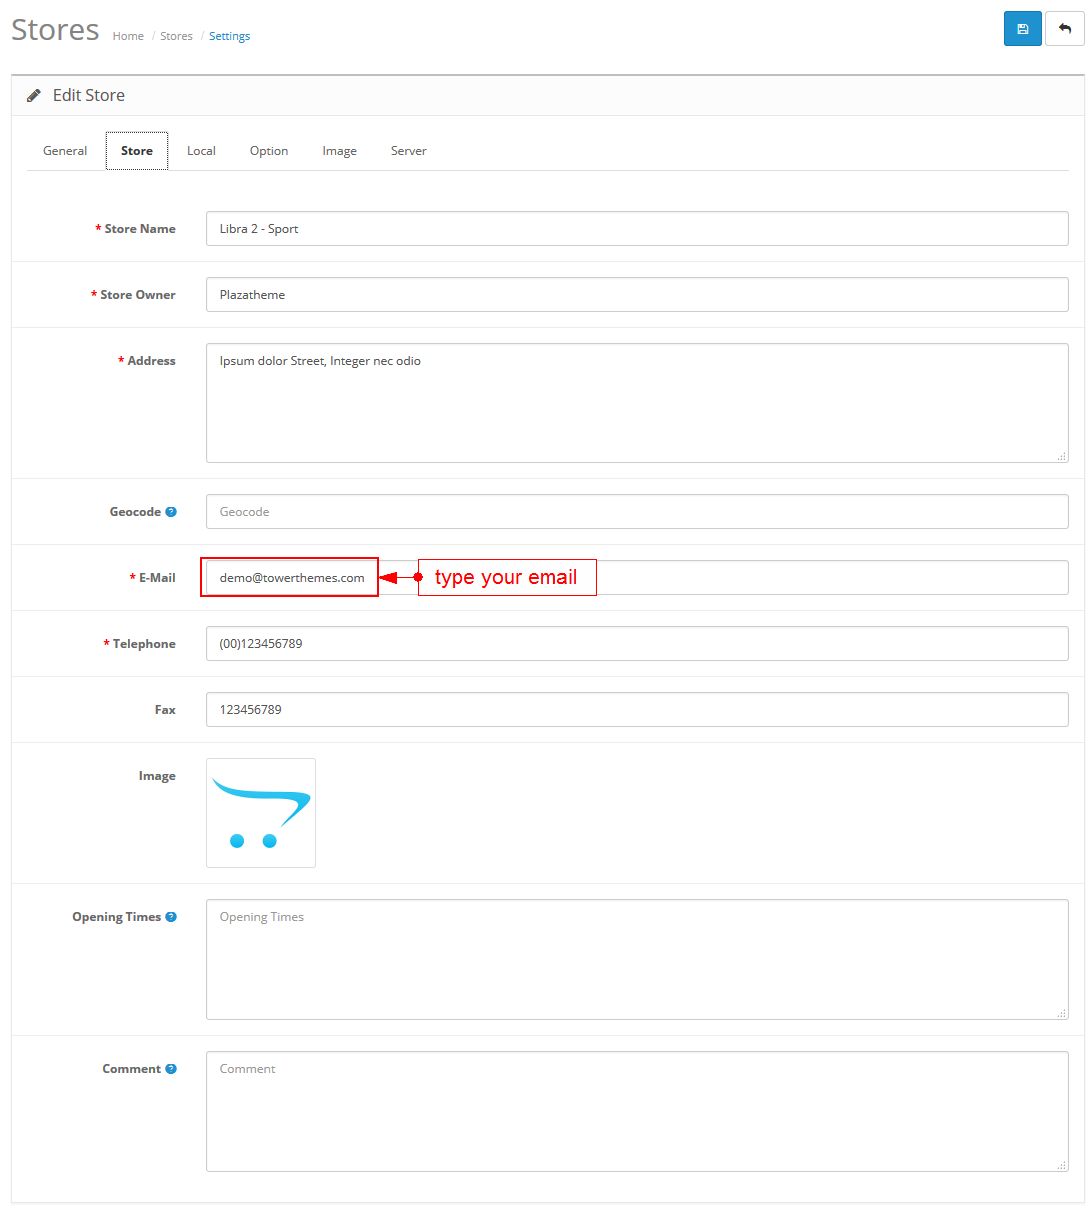 Stores Home / Stores / Settings
Edit Store
General Store Local Option Image Server
* Store Name Libra 2 - Sport
* Store Owner Plazatheme
* Address Ipsum dolor Street, Integer nec odio
Geocode ? Geocode
* E-Mail demo@towerthemes.com type your email
* Telephone (00)123456789
Fax 123456789
Image
Opening Times ? Opening Times
Comment ? Comment